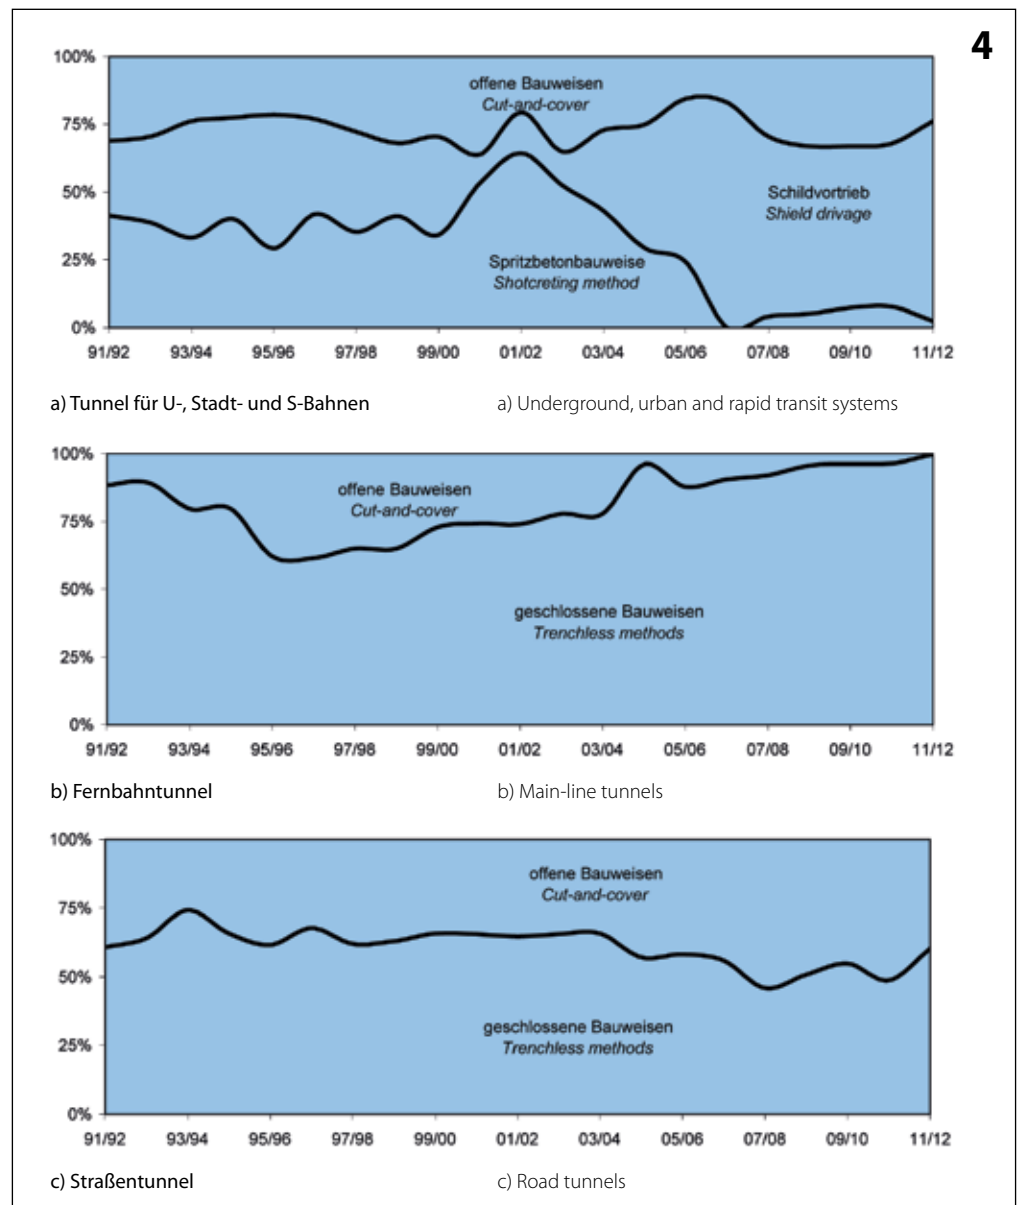 4
100%
offene Bauweisen
Cut-and-cover
75%
Schildvortrieb
Shield drivage
50%
Spritzbetonbauweise
Shotcreting method
25%
0%
91/92 93/94 95/96 97/98 99/00 01/02 03/04 05/06 07/08 09/10 11/12
a) Tunnel für U-, Stadt- und S-Bahnen a) Underground, urban and rapid transit systems
100%
offene Bauweisen
Cut-and-cover
75%
50%
geschlossene Bauweisen
Trenchless methods
25%
0%
91/92 93/94 95/96 97/98 99/00 01/02 03/04 05/06 07/08 09/10 11/12
b) Fernbahntunnel b) Main-line tunnels
100%
offene Bauweisen
Cut-and-cover
75%
50%
geschlossene Bauweisen
Trenchless methods
25%
0%
91/92 93/94 95/96 97/98 99/00 01/02 03/04 05/06 07/08 09/10 11/12
c) Straßentunnel c) Road tunnels